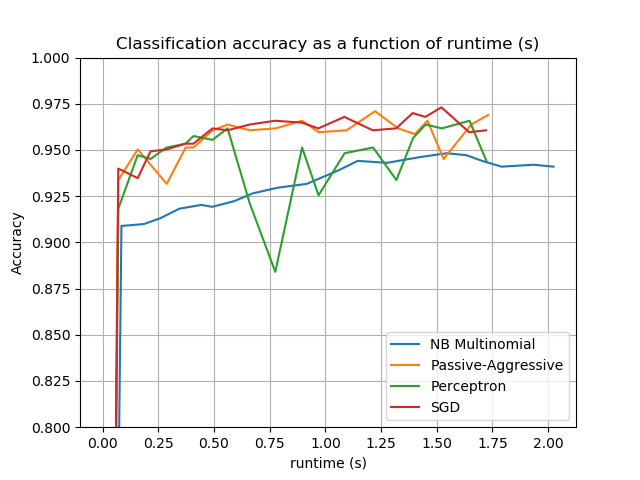 Classification accuracy as a function of runtime (s)
1.000
0.975
0.950
0.925
0.900
0.875
0.850
0.825
0.800
Accuracy
NB Multinomial
Passive-Aggressive
Perceptron
SGD
0.00 0.25 0.50 0.75 1.00 1.25 1.50 1.75 2.00
runtime (s)